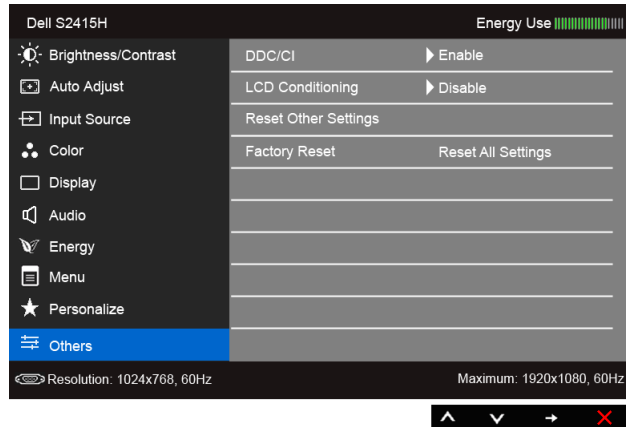 Dell S2415H Energy Use
Brightness/Contrast DDC/CI Enable
Auto Adjust LCD Conditioning Disable
Input Source Reset Other Settings
Color Factory Reset Reset All Settings
Display
Audio
Energy
Menu
Personalize
Others
Resolution: 1024x768, 60Hz Maximum: 1920x1080, 60Hz